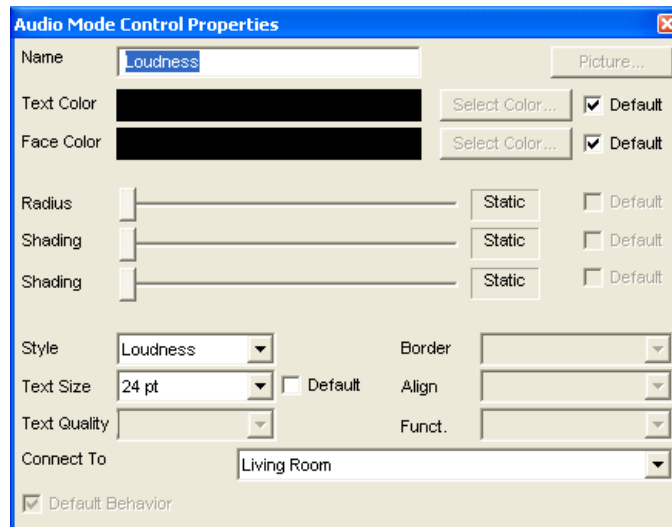 Audio Mode Control Properties
Name Loudness Picture...
Text Color Select Color... Default
Face Color Select Color... Default
Radius Static Default
Shading Static Default
Shading Static Default
Style Loudness Border
Text Size 24 pt Default Align
Text Quality Funct.
Connect To Living Room
Default Behavior